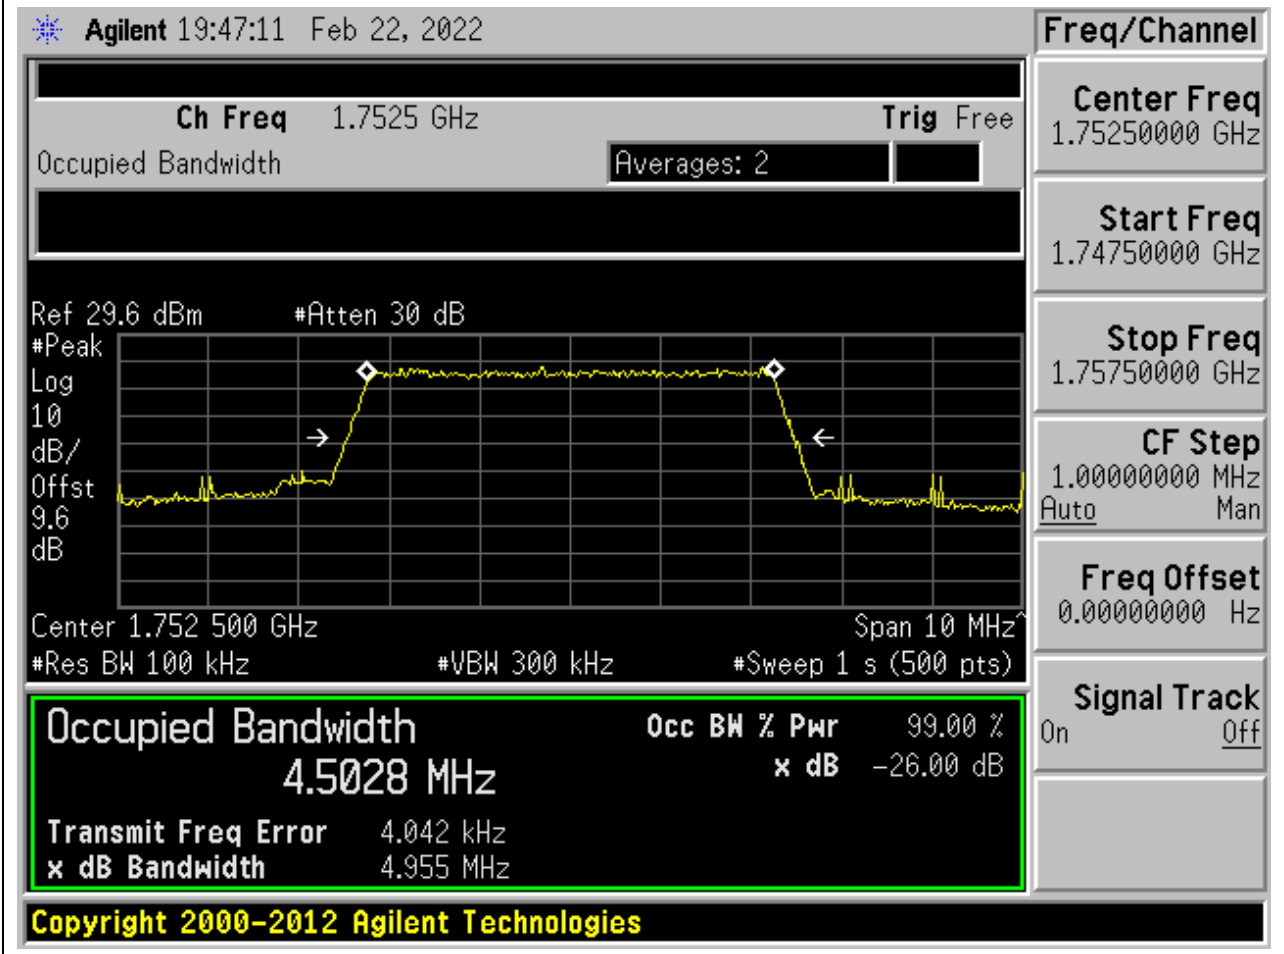 Agilent 19:47:11 Feb 22, 2022
Freq/Channel
Ch Freq 1.7525 GHz Trig Free
Occupied Bandwidth Averages: 2
Center Freq
1.75250000 GHz
Start Freq
1.74750000 GHz
Stop Freq
1.75750000 GHz
CF Step
1.00000000 MHz
Auto Man
Freq Offset
0.00000000 Hz
Signal Track
On Off
Ref 29.6 dBm #Atten 30 dB
#Peak
Log
10
dB/
Offst
9.6
dB
Center 1.752 500 GHz Span 10 MHz^
#Res BW 100 kHz #VBW 300 kHz #Sweep 1 s (500 pts)
Occupied Bandwidth Occ BW % Pwr 99.00 %
4.5028 MHz x dB -26.00 dB
Transmit Freq Error 4.042 kHz
x dB Bandwidth 4.955 MHz
Copyright 2000-2012 Agilent Technologies